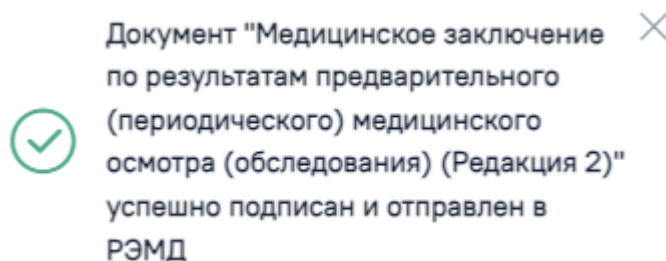 Документ "Медицинское заключение
по результатам предварительного
(периодического) медицинского
осмотра (обследования) (Редакция 2)"
успешно подписан и отправлен в
РЭМД